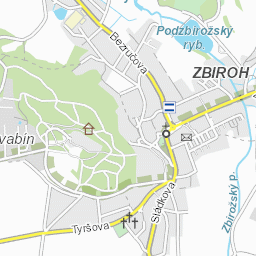 Podzbirožský
ryb.
Bezručova
ZBIROH
vabín
Sládkova
Zbirožský p.
Tyršova